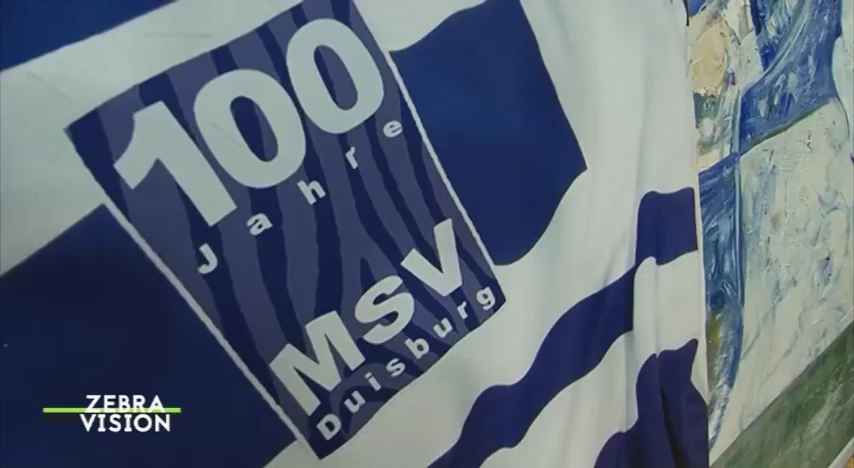 100
Jahre
MSV
Duisburg
ZEBRA
VISION